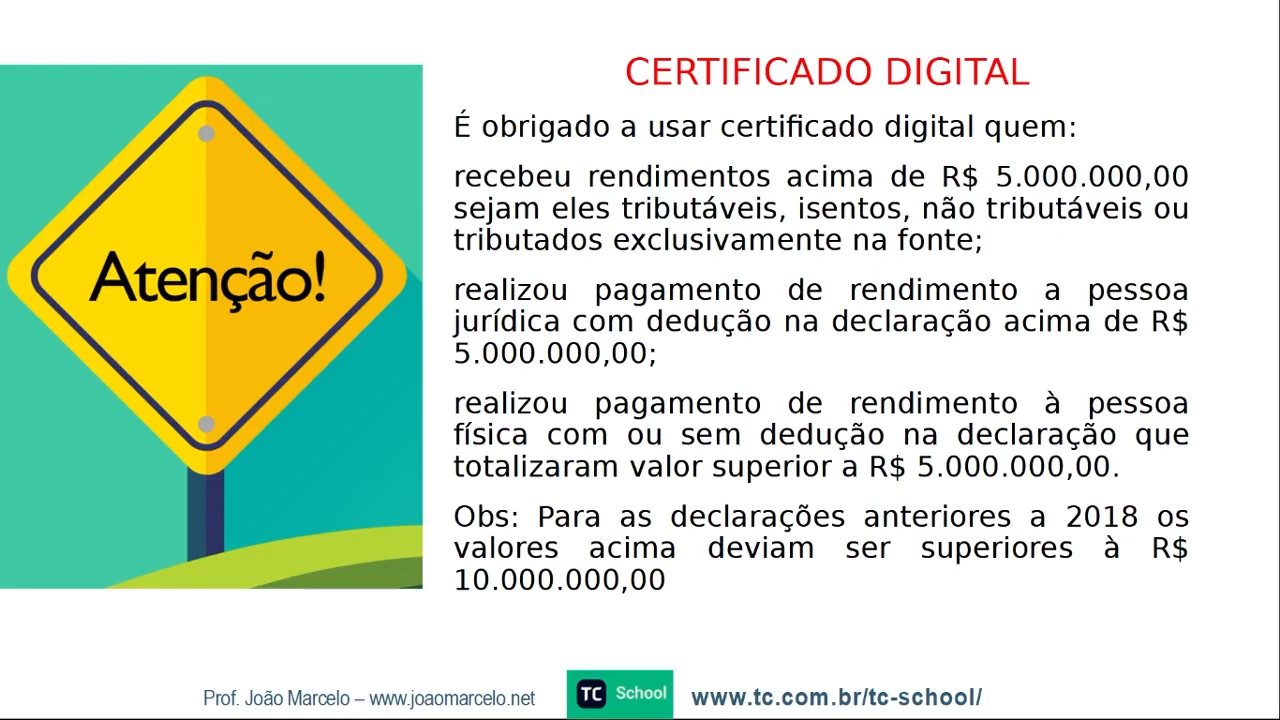 CERTIFICADO DIGITAL
É obrigado a usar certificado digital quem:
recebeu rendimentos acima de R$ 5.000.000,00
sejam eles tributáveis, isentos, não tributáveis ou
tributados exclusivamente na fonte;
realizou pagamento de rendimento a pessoa
jurídica com dedução na declaração acima de R$
5.000.000,00;
realizou pagamento de rendimento à pessoa
física com ou sem dedução na declaração que
totalizaram valor superior a R$ 5.000.000,00.
Obs: Para as declarações anteriores a 2018 os
valores acima deviam ser superiores à R$
10.000.000,00
Atenção!
Prof. João Marcelo – www.joaomarcelo.net
TC School
www.tc.com.br/tc-school/